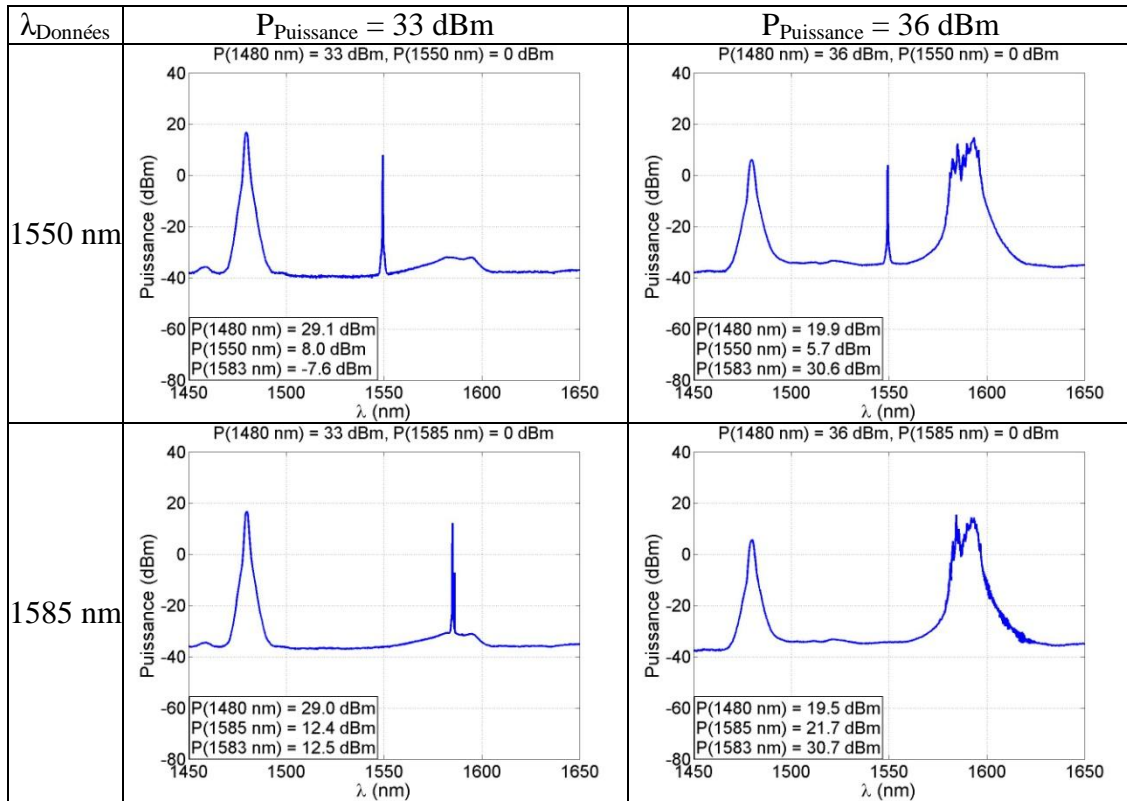 λDonnées PPuissance = 33 dBm PPuissance = 36 dBm
1550 nm
P(1480 nm) = 33 dBm, P(1550 nm) = 0 dBm
Puissance (dBm)
40
20
0
-20
-40
-60
-80
P(1480 nm) = 29.1 dBm
P(1550 nm) = 8.0 dBm
P(1583 nm) = -7.6 dBm
1450 1500 1550 1600 1650
λ (nm)
P(1480 nm) = 36 dBm, P(1550 nm) = 0 dBm
Puissance (dBm)
40
20
0
-20
-40
-60
-80
P(1480 nm) = 19.9 dBm
P(1550 nm) = 5.7 dBm
P(1583 nm) = 30.6 dBm
1450 1500 1550 1600 1650
λ (nm)
1585 nm
P(1480 nm) = 33 dBm, P(1585 nm) = 0 dBm
Puissance (dBm)
40
20
0
-20
-40
-60
-80
P(1480 nm) = 29.0 dBm
P(1585 nm) = 12.4 dBm
P(1583 nm) = 12.5 dBm
1450 1500 1550 1600 1650
λ (nm)
P(1480 nm) = 36 dBm, P(1585 nm) = 0 dBm
Puissance (dBm)
40
20
0
-20
-40
-60
-80
P(1480 nm) = 19.5 dBm
P(1585 nm) = 21.7 dBm
P(1583 nm) = 30.7 dBm
1450 1500 1550 1600 1650
λ (nm)